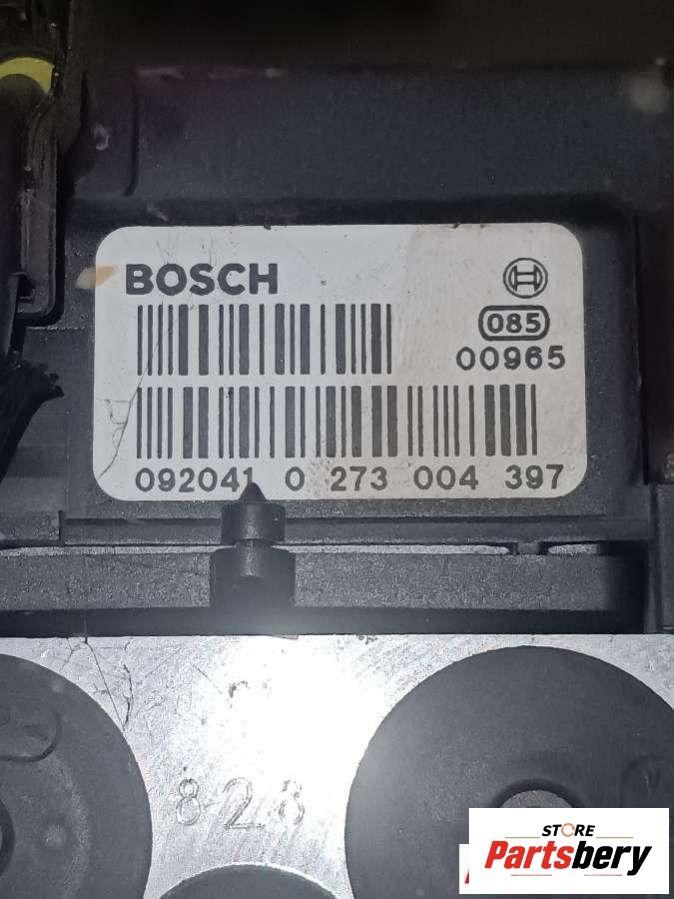 BOSCH
085
00965
092041 0 273 004 397
828
STORE
Partsbery